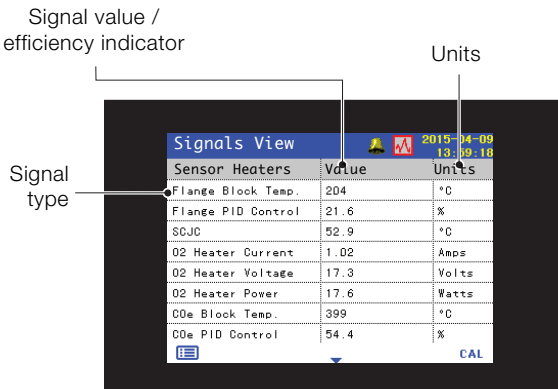 Signal value /
efficiency indicator
Units
Signal
type
Signals View
2015-04-09
13:59:18
Sensor Heaters Value Units
Flange Block Temp. 204 °C
Flange PID Control 21.6 %
SCJC 52.9 °C
O2 Heater Current 1.02 Amps
O2 Heater Voltage 17.3 Volts
O2 Heater Power 17.6 Watts
COe Block Temp. 399 °C
COe PID Control 54.4 %
CAL